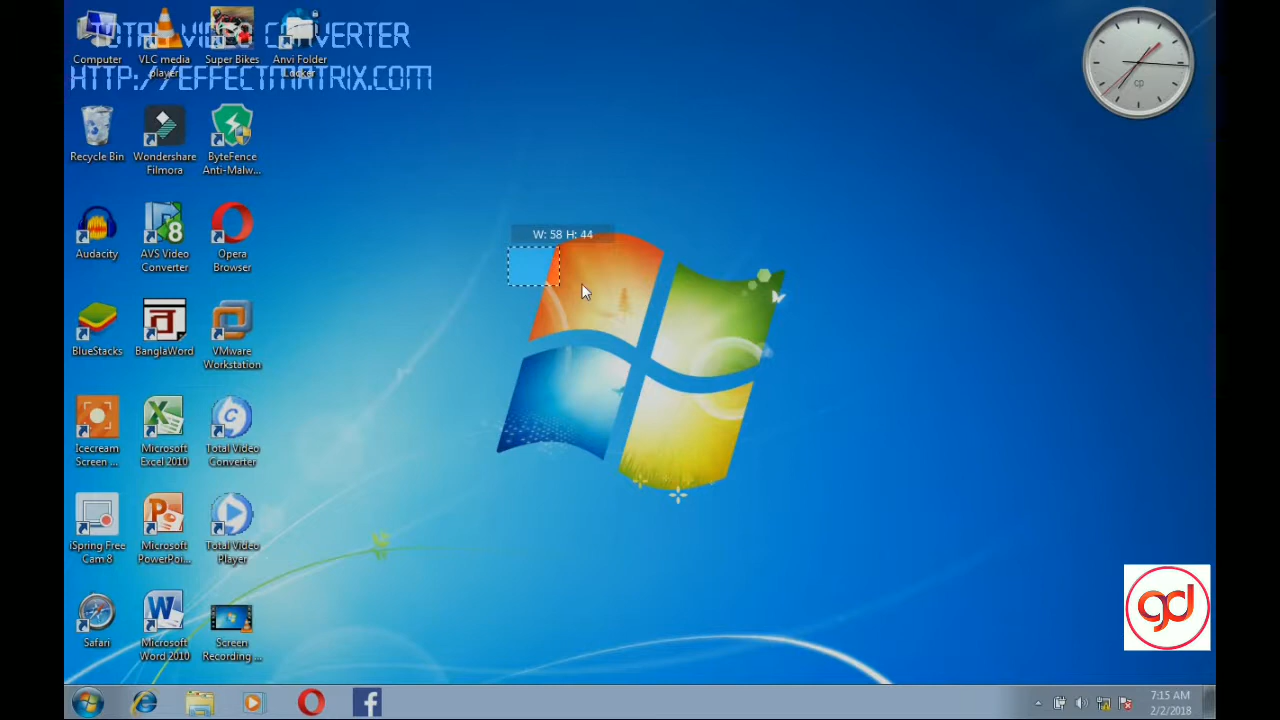 TOTAL VIDEO CONVERTER
HTTP://EFFECTMATRIX.COM
Computer
VLC media
player
Super Bikes
Anvi Folder
Locker
Recycle Bin
Wondershare
Filmora
ByteFence
Anti-Malw...
Audacity
AVS Video
Converter
Opera
Browser
BlueStacks
BanglaWord
VMware
Workstation
Icecream
Screen ...
Microsoft
Excel 2010
Total Video
Converter
iSpring Free
Cam 8
Microsoft
PowerPoi...
Total Video
Player
Safari
Microsoft
Word 2010
Screen
Recording ...
W: 58 H: 44
cp
gd
7:15 AM
2/2/2018